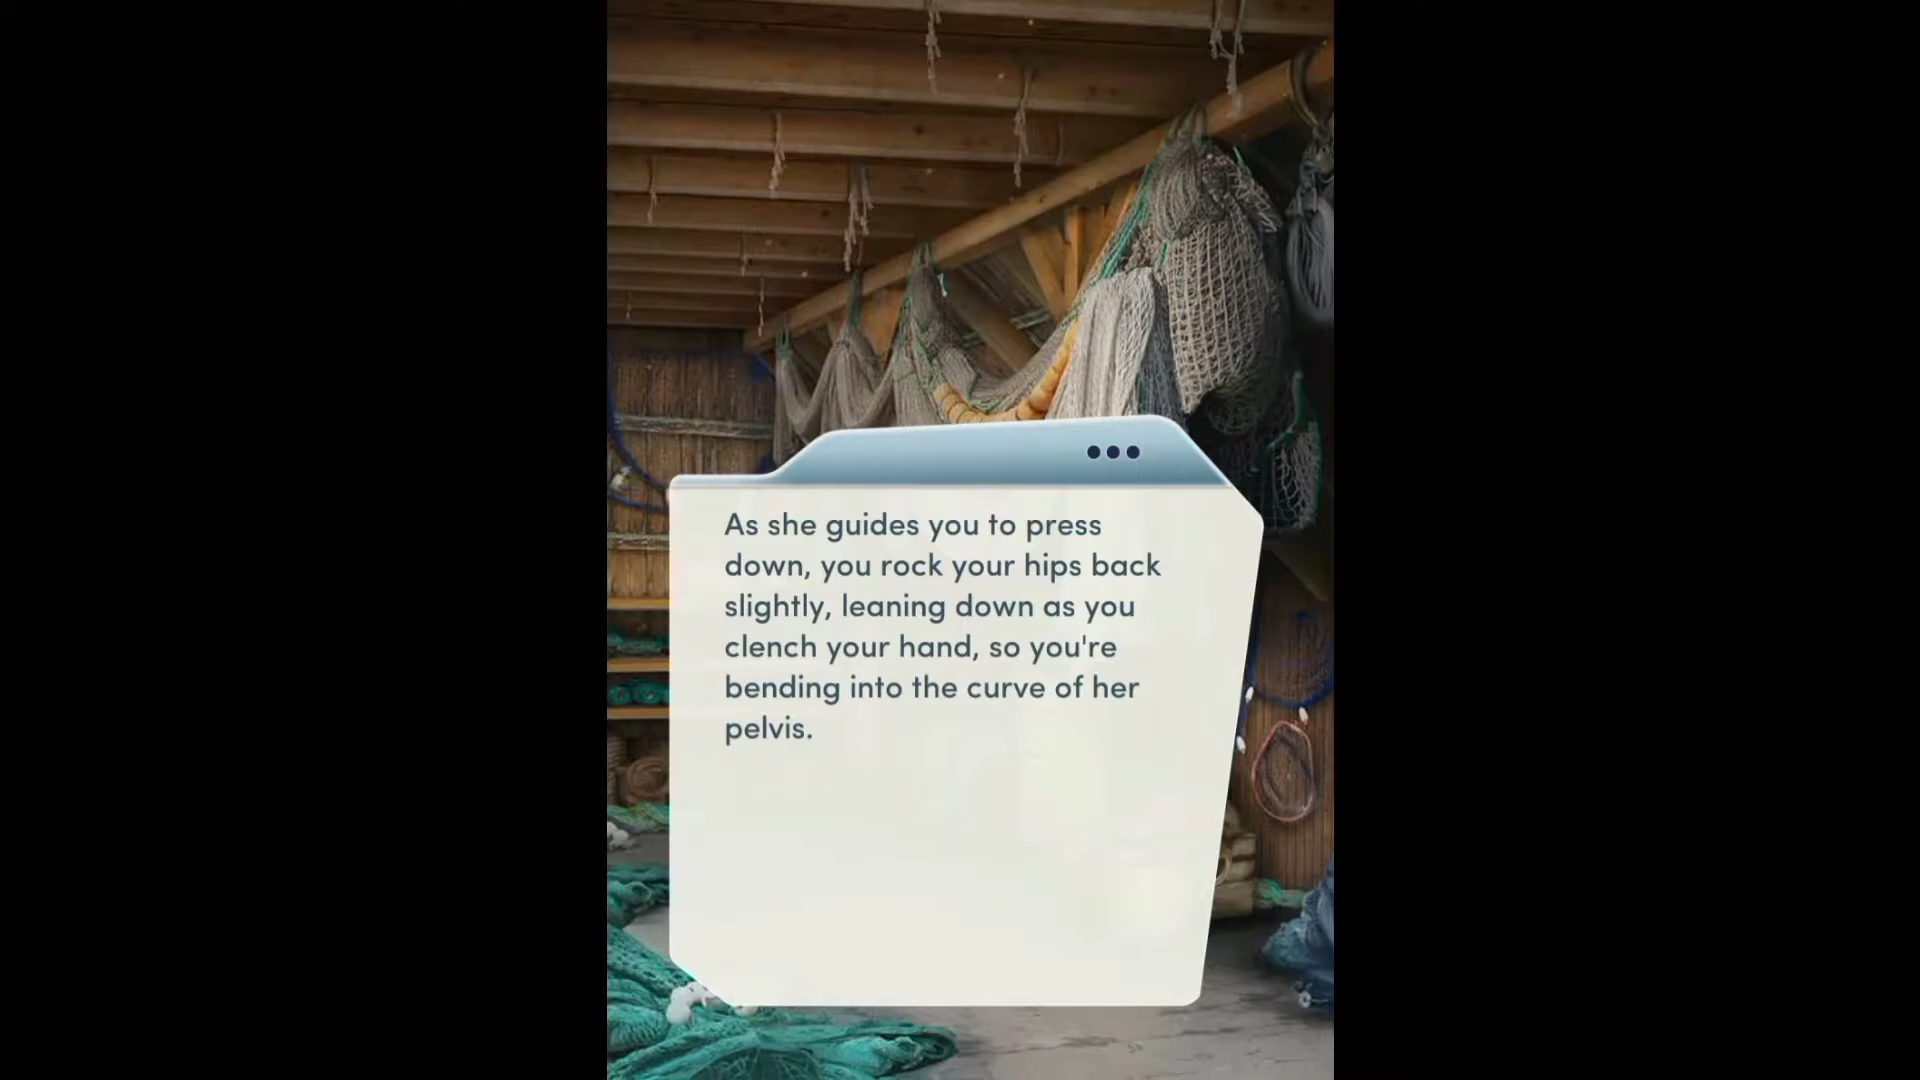 As she guides you to press
down, you rock your hips back
slightly, leaning down as you
clench your hand, so you're
bending into the curve of her
pelvis.